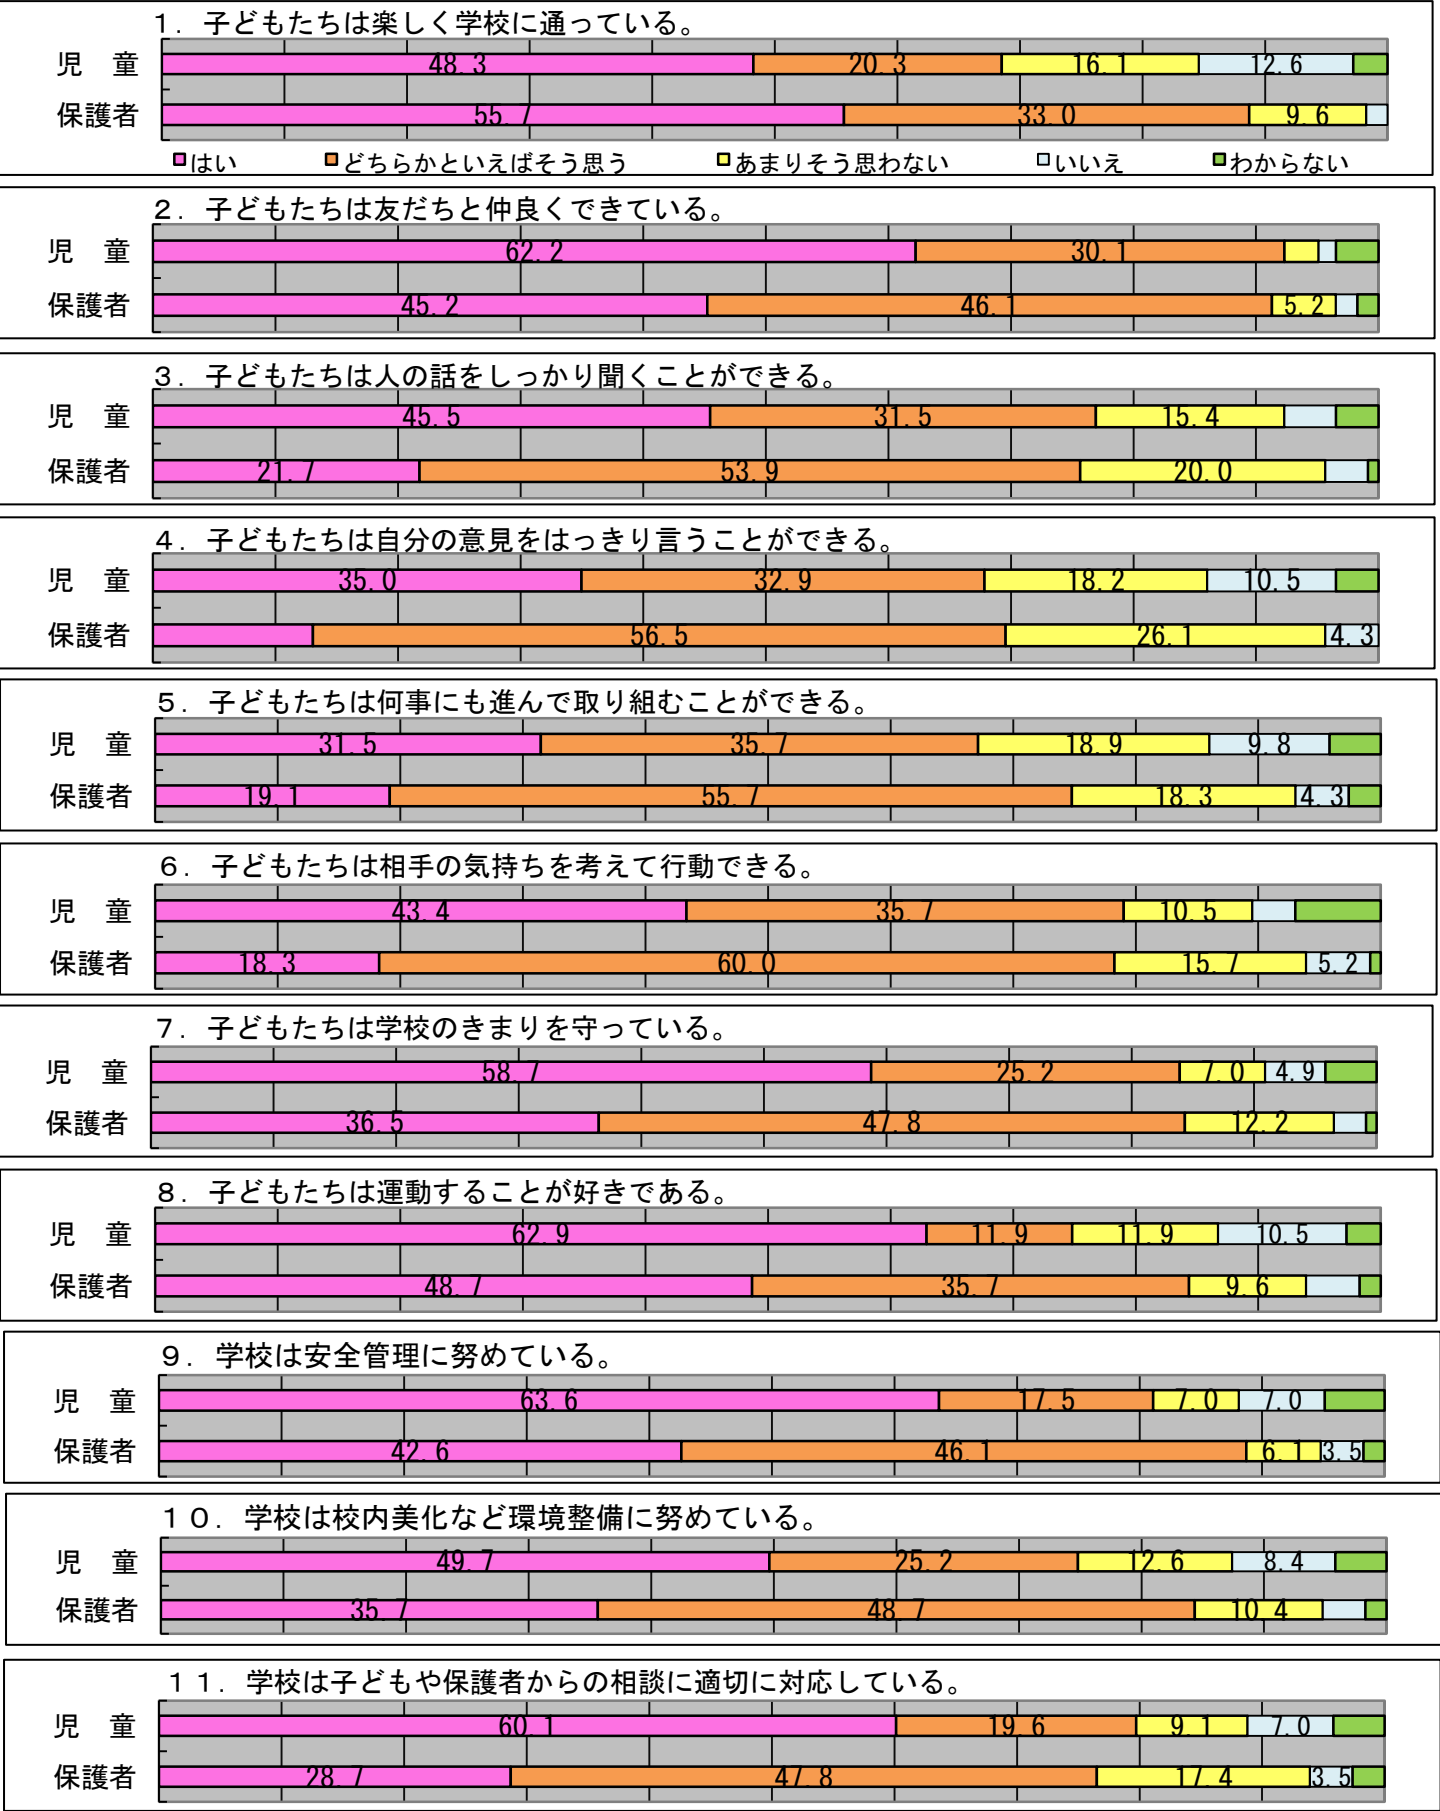 １．子どもたちは楽しく学校に通っている。
児　童 48.3 20.3 16.1 12.6
保護者 55.7 33.0 9.6
はい どちらかといえばそう思う あまりそう思わない いいえ わからない
２．子どもたちは友だちと仲良くできている。
児　童 62.2 30.1
保護者 45.2 46.1 5.2
３．子どもたちは人の話をしっかり聞くことができる。
児　童 45.5 31.5 15.4
保護者 21.7 53.9 20.0
４．子どもたちは自分の意見をはっきり言うことができる。
児　童 35.0 32.9 18.2 10.5
保護者 56.5 26.1 4.3
５．子どもたちは何事にも進んで取り組むことができる。
児　童 31.5 35.7 18.9 9.8
保護者 19.1 55.7 18.3 4.3
６．子どもたちは相手の気持ちを考えて行動できる。
児　童 43.4 35.7 10.5
保護者 18.3 60.0 15.7 5.2
７．子どもたちは学校のきまりを守っている。
児　童 58.7 25.2 7.0 4.9
保護者 36.5 47.8 12.2
８．子どもたちは運動することが好きである。
児　童 62.9 11.9 11.9 10.5
保護者 48.7 35.7 9.6
９．学校は安全管理に努めている。
児　童 63.6 17.5 7.0 7.0
保護者 42.6 46.1 6.1 3.5
１０．学校は校内美化など環境整備に努めている。
児　童 49.7 25.2 12.6 8.4
保護者 35.7 48.7 10.4
１１．学校は子どもや保護者からの相談に適切に対応している。
児　童 60.1 19.6 9.1 7.0
保護者 28.7 47.8 17.4 3.5